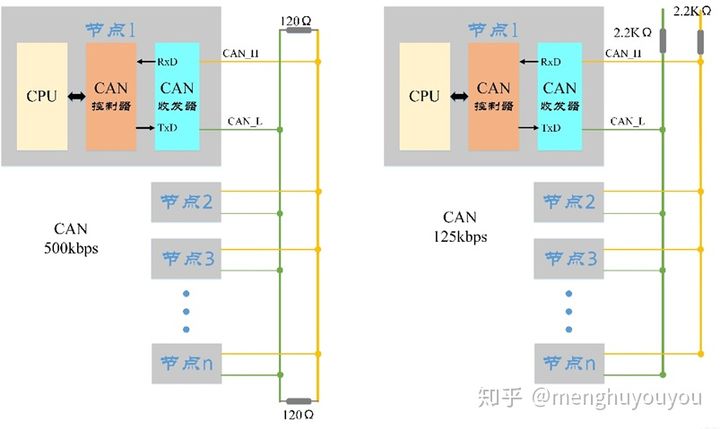 节点1
CPU
CAN
控制器
CAN
收发器
RxD
TxD
CAN_H
CAN_L
120Ω
节点2
节点3
节点n
120Ω
CAN
500kbps
节点1
CPU
CAN
控制器
CAN
收发器
RxD
TxD
CAN_H
CAN_L
2.2KΩ
2.2KΩ
节点2
节点3
节点n
CAN
125kbps
知乎 @menghuyouyou